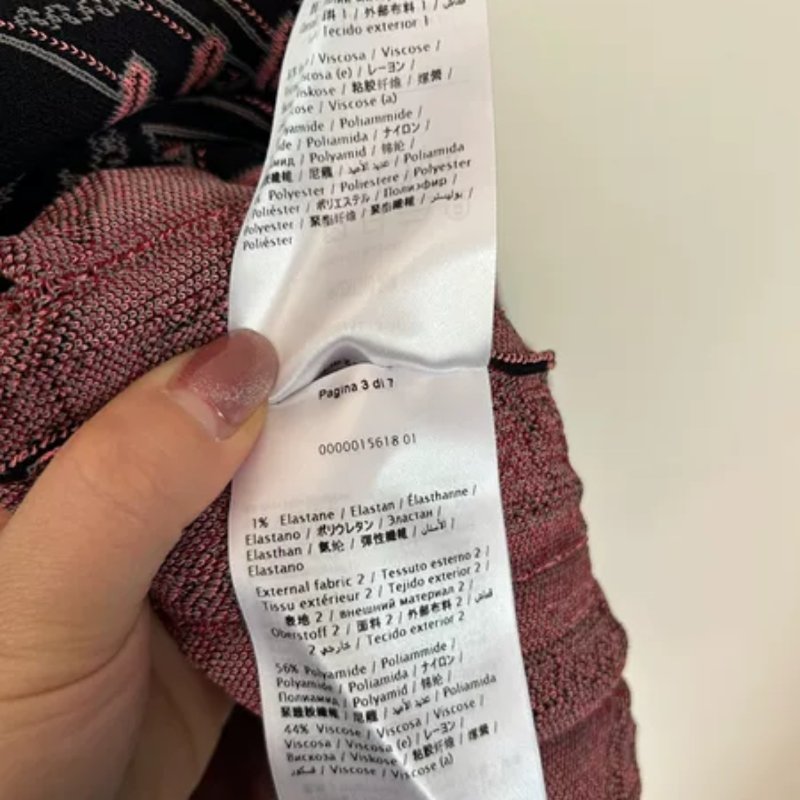 料 1 / 外部布料 1 / قماش
Tecido exterior 1
/ Viscosa / Viscose /
Viscosa (e) / レーヨン /
Viskose / 粘胶纤维 / 嫘縈 /
/ Viscose (a)
Polyamide / Poliammide /
/ Poliamida / ナイロン /
/ Polyamid / 锦纶 /
/ 尼龍 / / Poliamida
Polyester / Poliestere / Polyester
Poliéster / ポリエステル / Полиэфир /
Polyester / 聚酯纤维 / 聚酯纖維 / بوليستر /
Poliéster
Pagina 3 di 7
0000015618 01
1% Elastane / Elastan / Élasthanne /
Elastano / ポリウレタン / Эластан /
Elasthan / 氨纶 / 彈性纖維 / /
Elastano
External fabric 2 / Tessuto esterno 2 /
Tissu extérieur 2 / Tejido exterior 2 /
表地 2 / внешний материал 2 /
Oberstoff 2 / 面料 2 / 外部布料 2 / قماش
2 خارجي / Tecido exterior 2
56% Polyamide / Poliammide /
Polyamide / Poliamida / ナイロン /
Полиамид / Polyamid / 锦纶 /
/ 尼龍 / / Poliamida
44% Viscose / Viscosa / Viscose /
Viscosa / Viscosa (e) / レーヨン /
Вискоза / Viskose / 粘胶纤维 / 嫘縈 /
فسكوز / Viscose / Viscose (a)